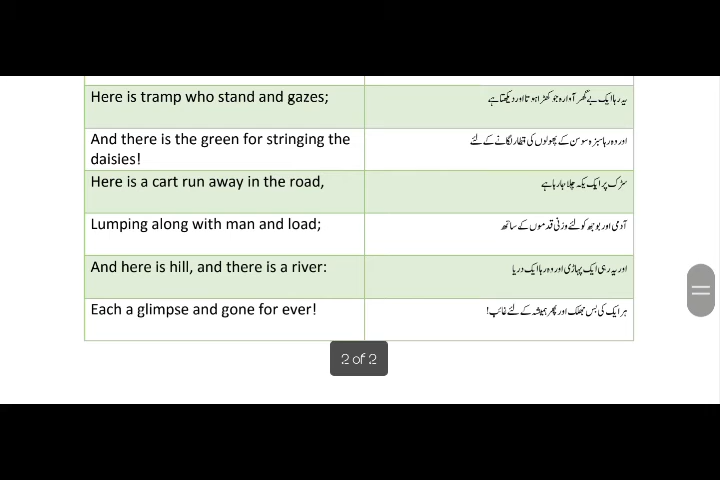 Here is tramp who stand and gazes;
یہ رہا ایک بے گھر آوارہ جو کھڑا ہوتا اور دیکھتا ہے
And there is the green for stringing the
daisies!
اور وہ رہا سبزہ سوسن کے پھولوں کی قطار لگانے کے لئے
Here is a cart run away in the road,
سڑک پر ایک یکہ چلا جا رہا ہے
Lumping along with man and load;
آدمی اور بوجھ کو لئے وزنی قدموں کے ساتھ
And here is hill, and there is a river:
اور یہ رہی ایک پہاڑی اور وہ رہا ایک دریا
Each a glimpse and gone for ever!
ہر ایک کی بس جھلک اور پھر ہمیشہ کے لئے غائب!
2 of 2